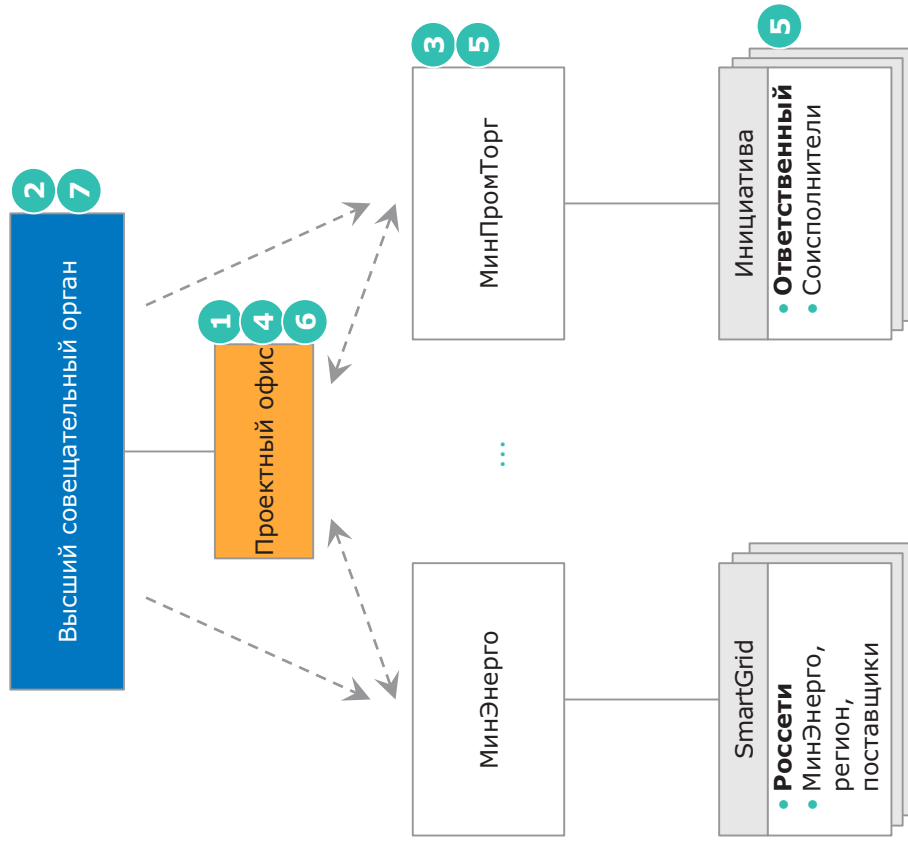 Высший совещательный орган
2
7
Проектный офис
1
4
6
МинЭнерго
...
МинПромТорг
3
5
SmartGrid
• Россети
• МинЭнерго,
регион,
поставщики
Инициатива
• Ответственный
• Соисполнители
5